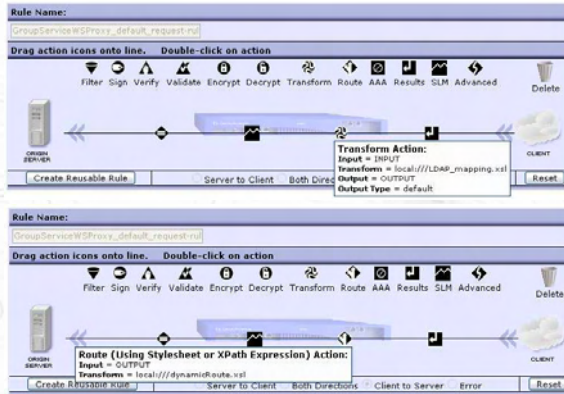 Rule Name:
GroupServiceWSProxy_default_request-rul
Drag action icons onto line. Double-click on action
Filter Sign Verify Validate Encrypt Decrypt Transform Route AAA Results SLM Advanced
Delete
ORIGIN
SERVER
CLIENT
Transform Action:
Input = INPUT
Transform = local:///LDAP_mapping.xsl
Output = OUTPUT
Output Type = default
Create Reusable Rule
Server to Client
Both Direc
Reset
Rule Name:
GroupServiceWSProxy_default_request-rul
Drag action icons onto line. Double-click on action
Filter Sign Verify Validate Encrypt Decrypt Transform Route AAA Results SLM Advanced
Delete
ORIGIN
SERVER
CLIENT
Route (Using Stylesheet or XPath Expression) Action:
Input = OUTPUT
Transform = local:///dynamicRoute.xsl
Create Reusable Rule
Server to Client
Both Directions
Client to Server
Error
Reset